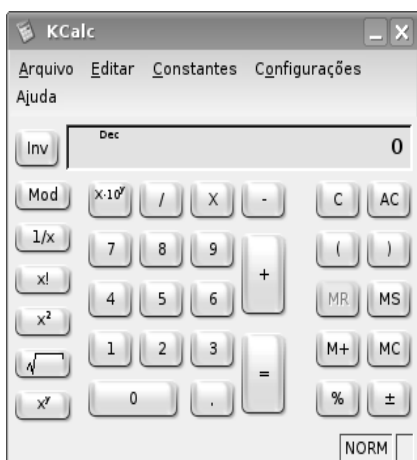 KCalc
Arquivo Editar Constantes Configurações
Ajuda
Inv Dec 0
Mod x·10ʸ / X - C AC
1/x 7 8 9 + ( )
x!
4 5 6 MR MS
x²
1 2 3 = M+ MC
√
xʸ 0 . % ±
NORM